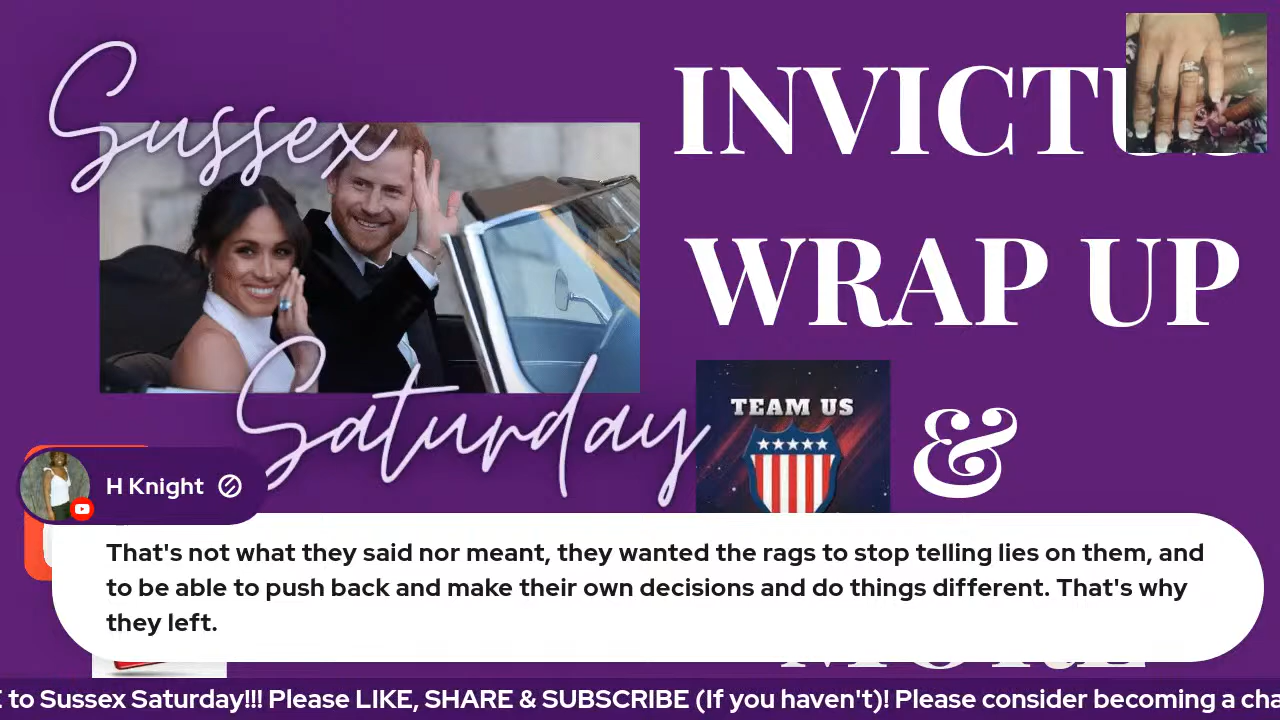 Sussex
Saturday
INVICTUS
WRAP UP
&
TEAM US
MORE
H Knight
That's not what they said nor meant, they wanted the rags to stop telling lies on them, and
to be able to push back and make their own decisions and do things different. That's why
they left.
to Sussex Saturday!!! Please LIKE, SHARE & SUBSCRIBE (If you haven't)! Please consider becoming a cha